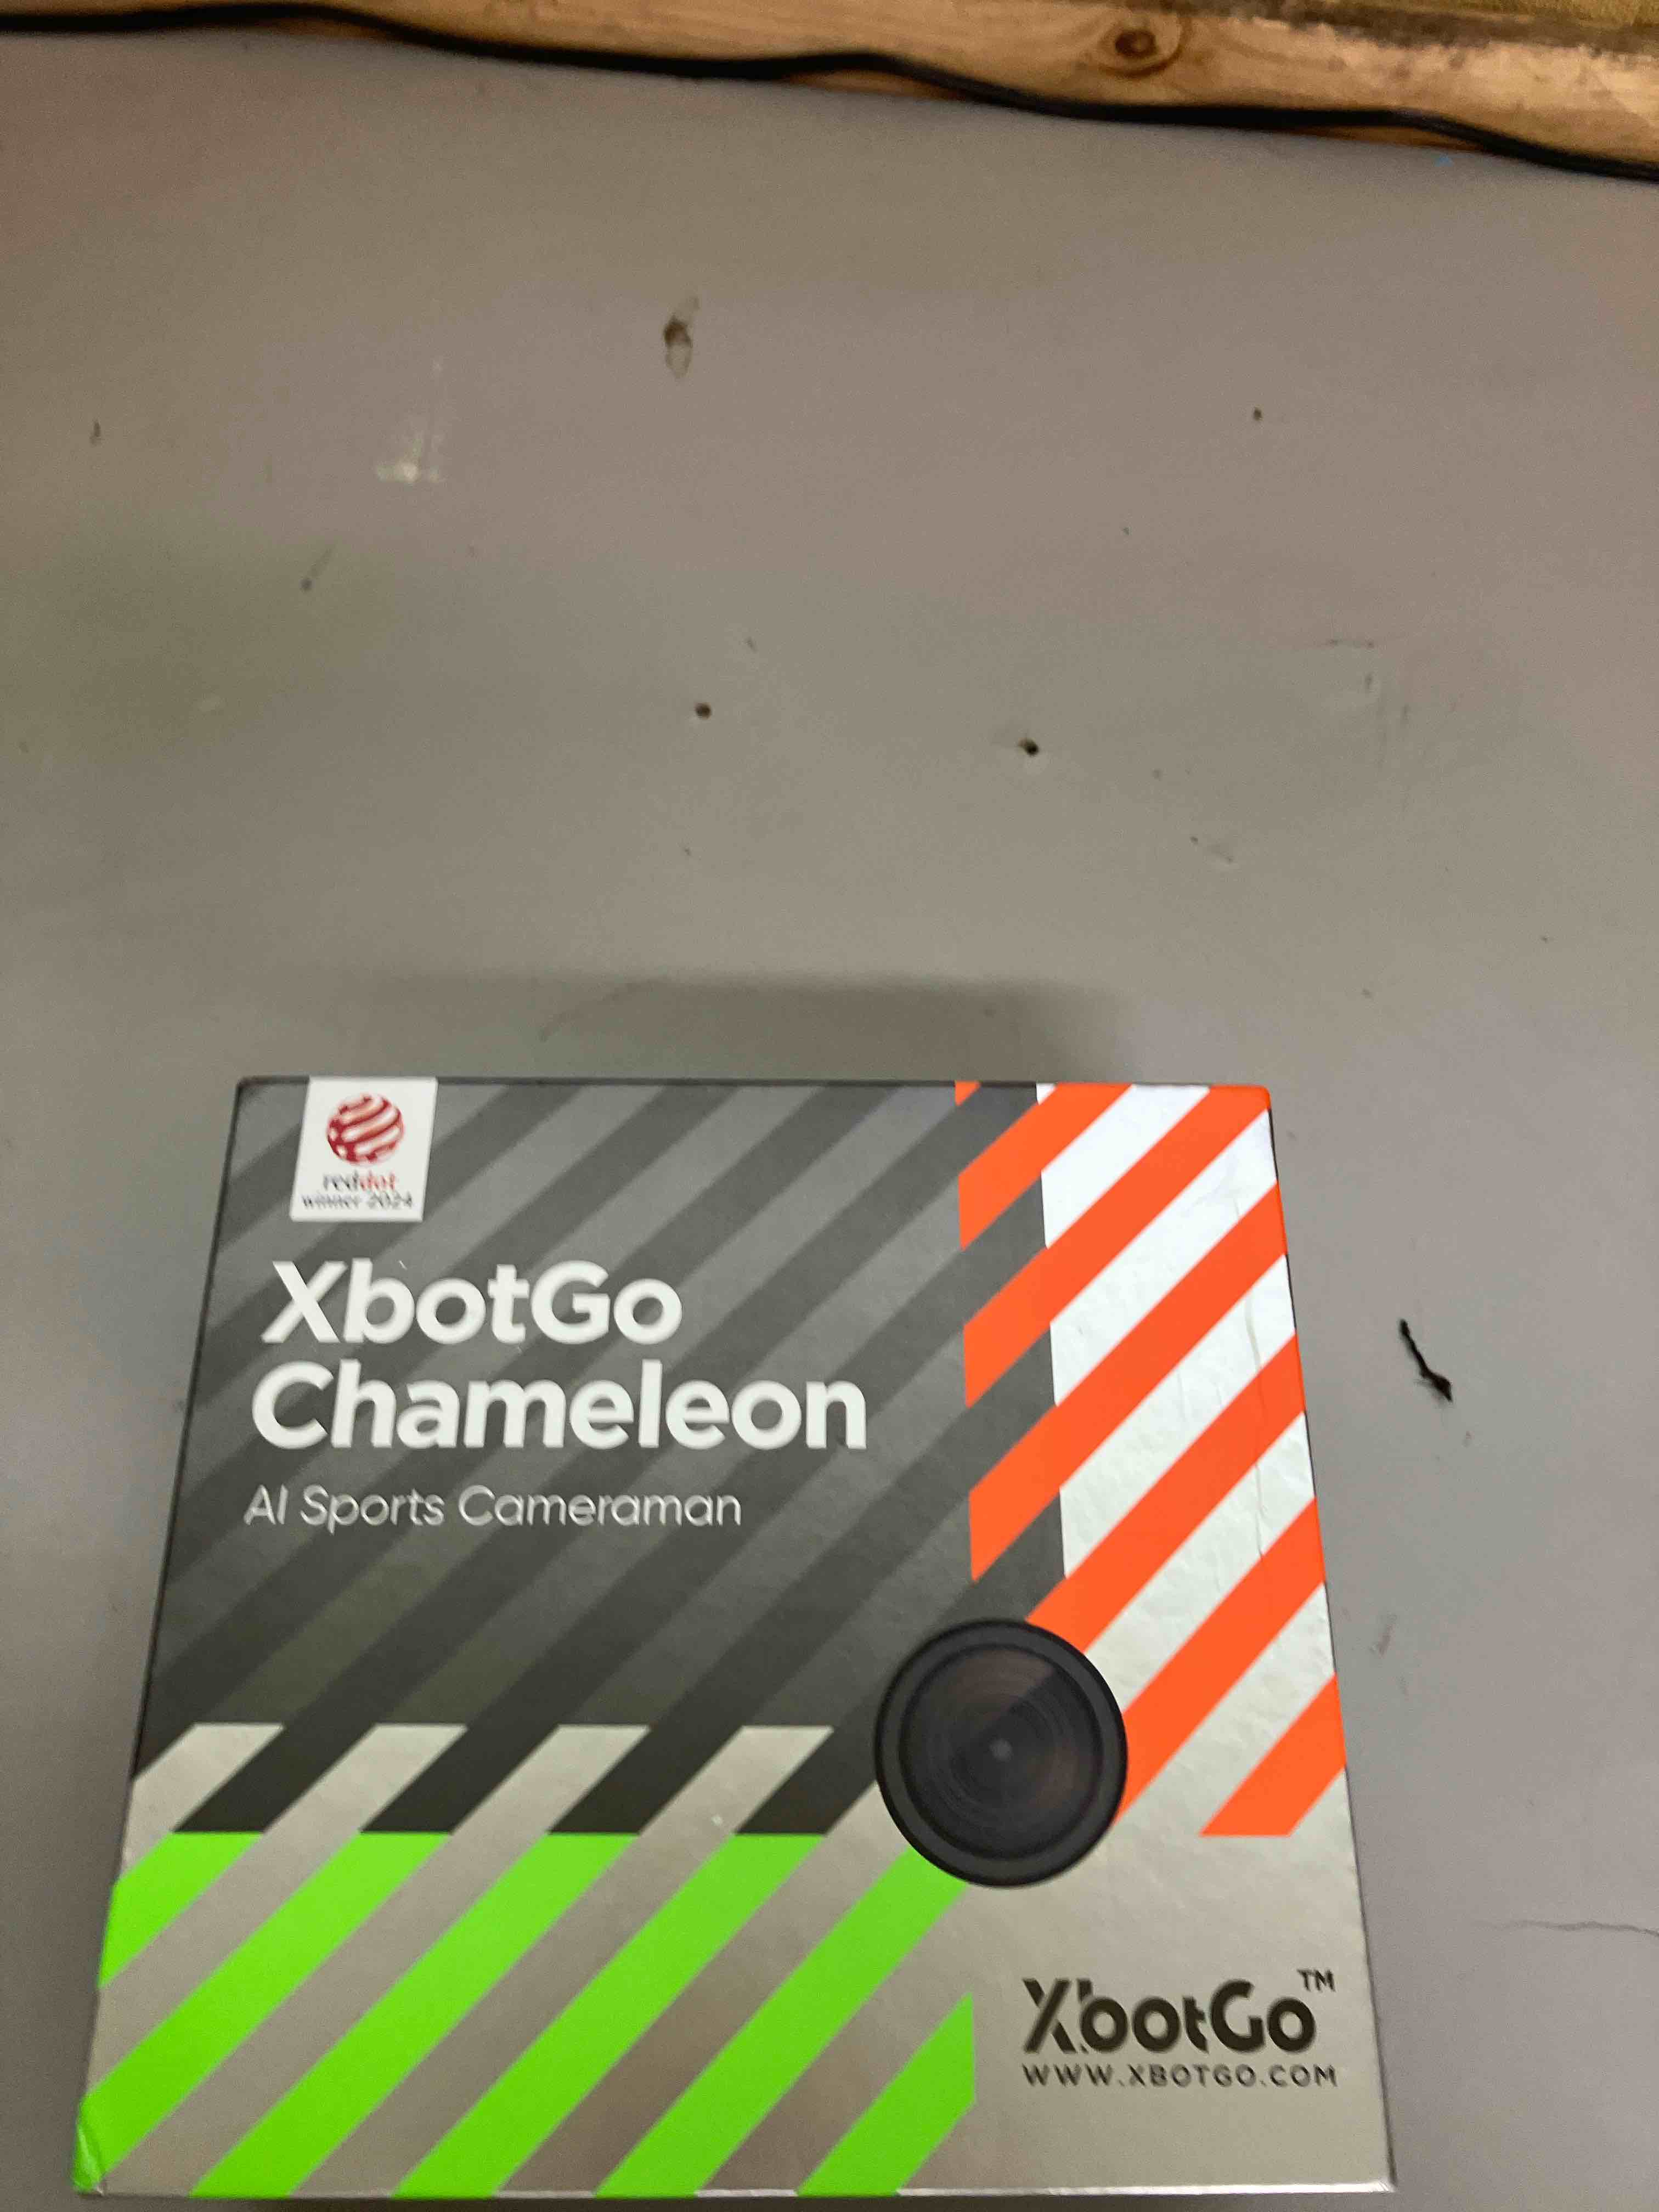 reddot
winner 2024
XbotGo
Chameleon
AI Sports Cameraman
XbotGo™
WWW.XBOTGO.COM